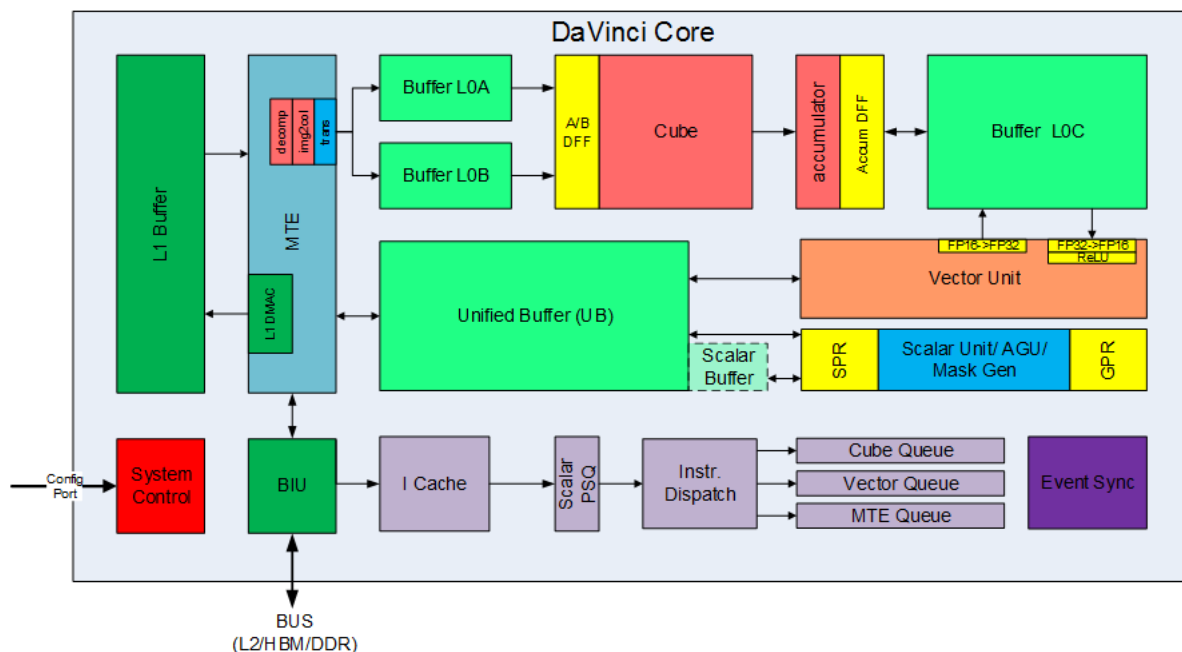 DaVinci Core
L1 Buffer
MTE
decomp
img2col
trans
L1 DMAC
Buffer L0A
Buffer L0B
A/B
DFF
Cube
accumulator
Accum DFF
Buffer L0C
FP16->FP32
FP32->FP16
ReLU
Vector Unit
Unified Buffer (UB)
Scalar
Buffer
SPR
Scalar Unit/ AGU/
Mask Gen
GPR
Config
Port
System
Control
BIU
I Cache
Scalar
PSQ
Instr.
Dispatch
Cube Queue
Vector Queue
MTE Queue
Event Sync
BUS
(L2/HBM/DDR)